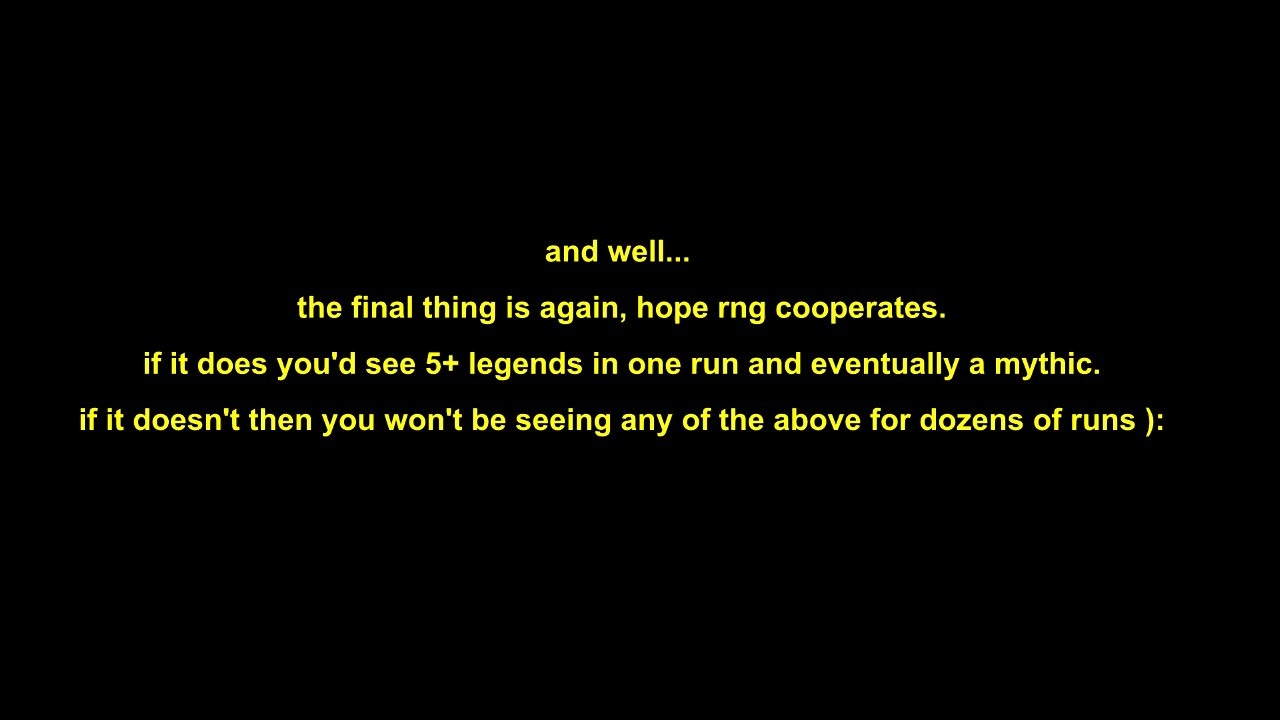 and well...
the final thing is again, hope rng cooperates.
if it does you'd see 5+ legends in one run and eventually a mythic.
if it doesn't then you won't be seeing any of the above for dozens of runs ):